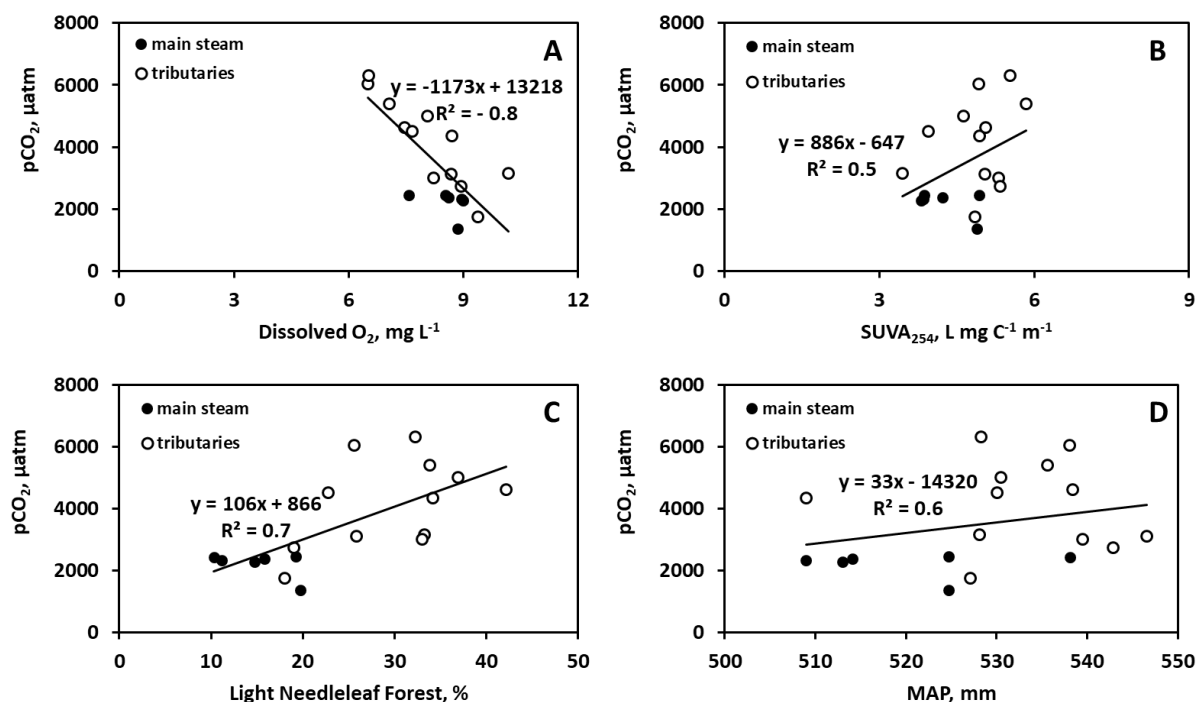 8000
6000
4000
2000
0
pCO₂, µatm
main steam
tributaries
A
y = -1173x + 13218
R² = - 0.8
0 3 6 9 12
Dissolved O₂, mg L⁻¹
8000
6000
4000
2000
0
pCO₂, µatm
main steam
tributaries
B
y = 886x - 647
R² = 0.5
0 3 6 9
SUVA₂₅₄, L mg C⁻¹ m⁻¹
8000
6000
4000
2000
0
pCO₂, µatm
main steam
tributaries
C
y = 106x + 866
R² = 0.7
0 10 20 30 40 50
Light Needleleaf Forest, %
8000
6000
4000
2000
0
pCO₂, µatm
main steam
tributaries
D
y = 33x - 14320
R² = 0.6
500 510 520 530 540 550
MAP, mm